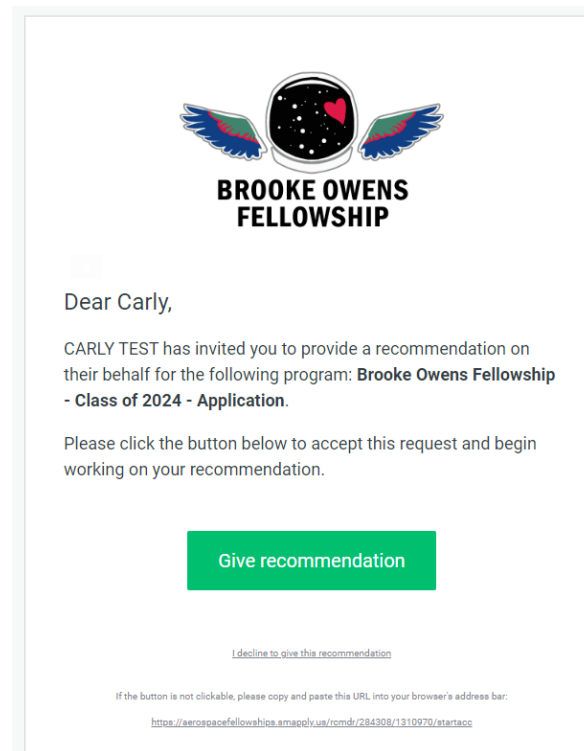 BROOKE OWENS
FELLOWSHIP
Dear Carly,
CARLY TEST has invited you to provide a recommendation on
their behalf for the following program: Brooke Owens Fellowship
- Class of 2024 - Application.
Please click the button below to accept this request and begin
working on your recommendation.
Give recommendation
I decline to give this recommendation
If the button is not clickable, please copy and paste this URL into your browser's address bar:
https://aerospacefellowships.smapply.us/rcmdr/284308/1310970/startacc